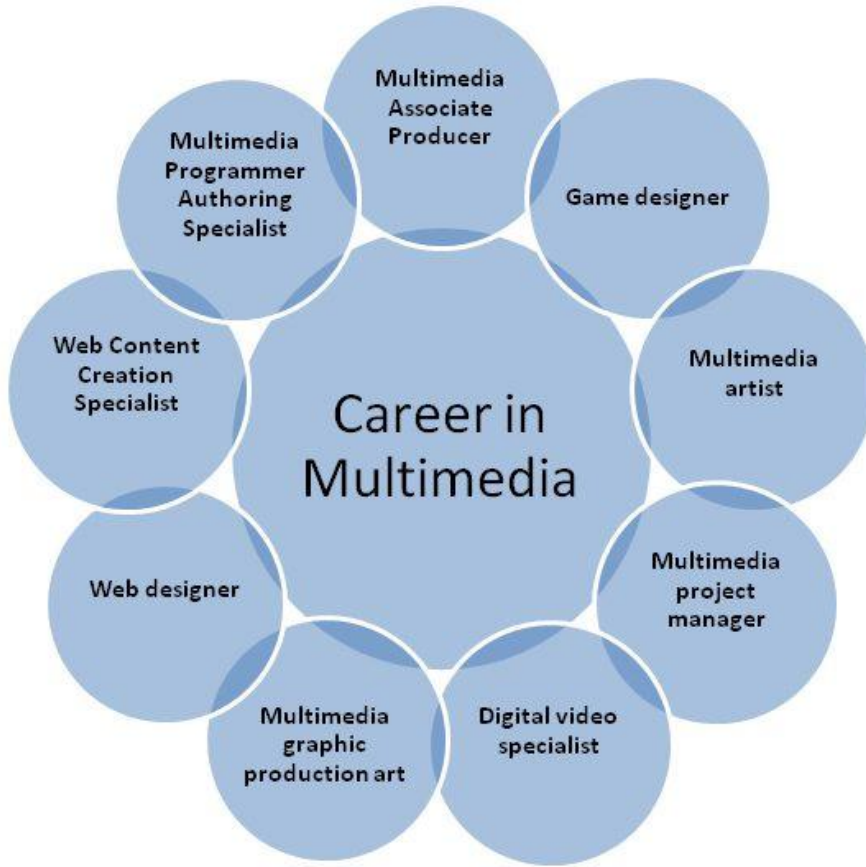 Multimedia
Associate
Producer
Game designer
Multimedia
artist
Multimedia
project
manager
Digital video
specialist
Multimedia
graphic
production art
Web designer
Web Content
Creation
Specialist
Multimedia
Programmer
Authoring
Specialist
Career in
Multimedia